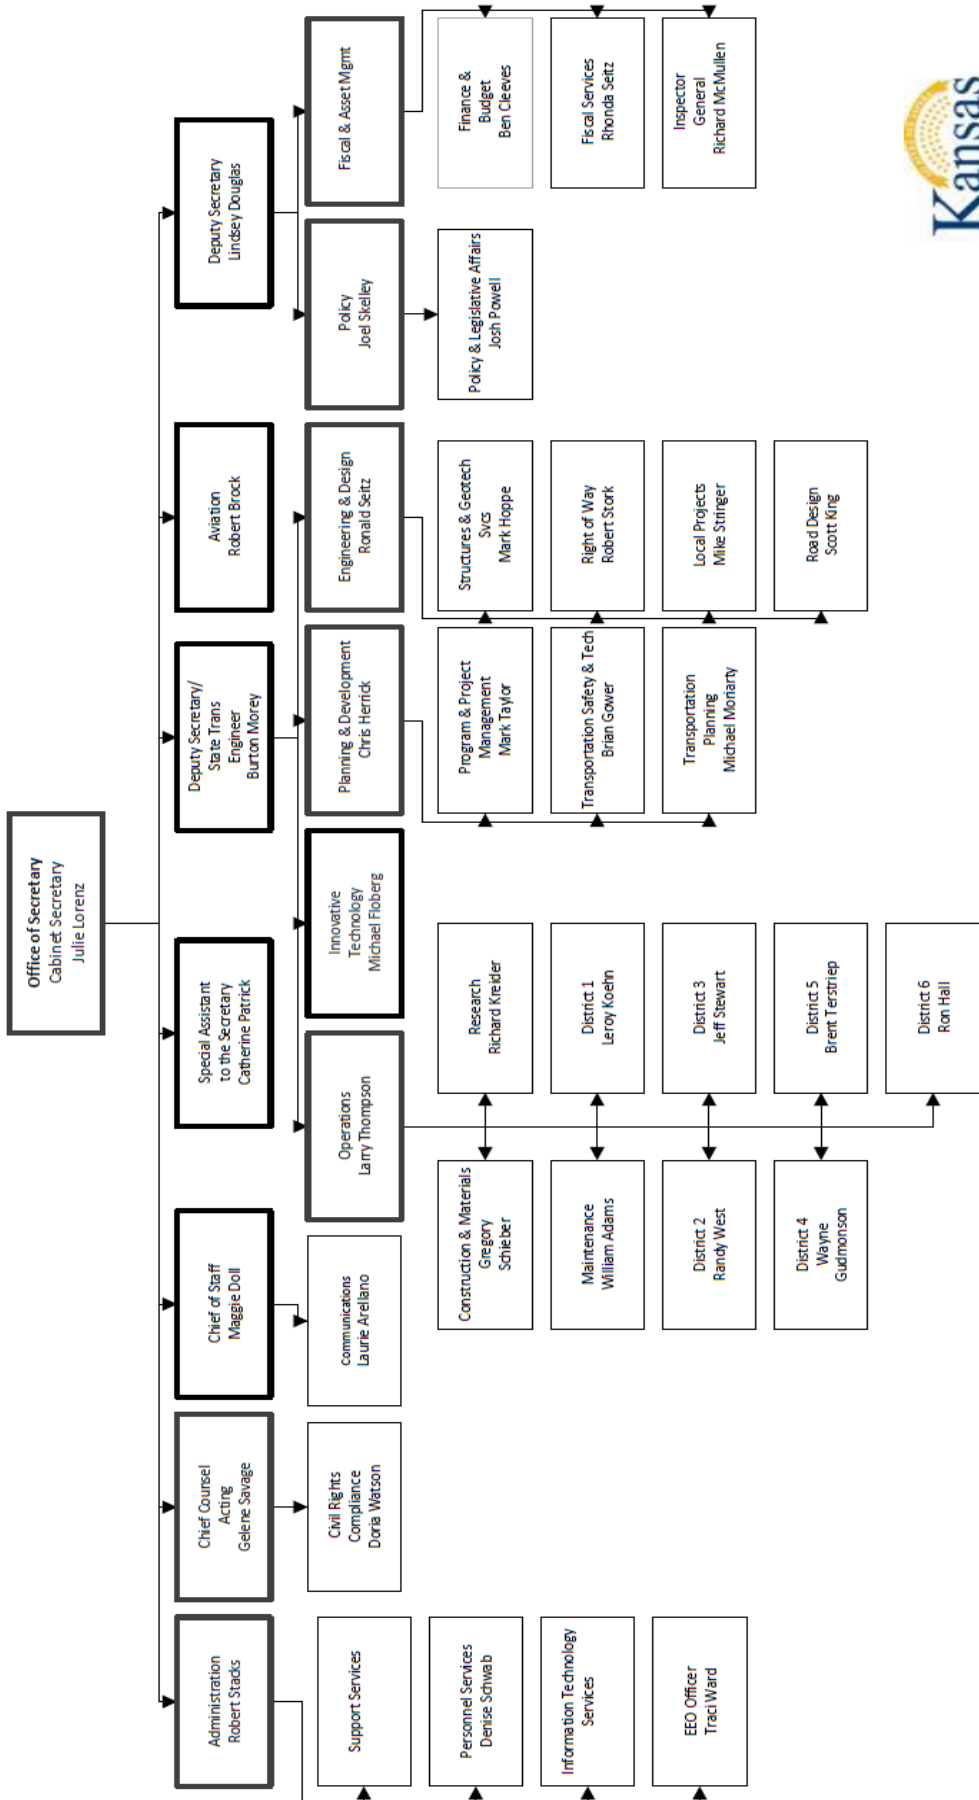 Office of Secretary
Cabinet Secretary
Julie Lorenz
Administration
Robert Stacks
Chief Counsel
Acting
Gelene Savage
Chief of Staff
Maggie Doll
Special Assistant
to the Secretary
Catherine Patrick
Deputy Secretary/
State Trans
Engineer
Burton Morey
Aviation
Robert Brock
Deputy Secretary
Lindsey Douglas
Support Services
Personnel Services
Denise Schwab
Information Technology
Services
EEO Officer
Traci Ward
Civil Rights
Compliance
Doria Watson
Communications
Laurie Arellano
Operations
Larry Thompson
Innovative
Technology
Michael Floberg
Planning & Development
Chris Herrick
Engineering & Design
Ronald Seitz
Policy
Joel Skelley
Fiscal & Asset Mgmt
Construction & Materials
Gregory
Schieber
Maintenance
William Adams
District 2
Randy West
District 4
Wayne
Gudmonson
Research
Richard Kreider
District 1
Leroy Koehn
District 3
Jeff Stewart
District 5
Brent Terstriep
District 6
Ron Hall
Program & Project
Management
Mark Taylor
Transportation Safety & Tech
Brian Gower
Transportation
Planning
Michael Moriarty
Structures & Geotech
Svcs
Mark Hoppe
Right of Way
Robert Stork
Local Projects
Mike Stringer
Road Design
Scott King
Policy & Legislative Affairs
Josh Powell
Finance &
Budget
Ben Cleeves
Fiscal Services
Rhonda Seitz
Inspector
General
Richard McMullen
Kansas